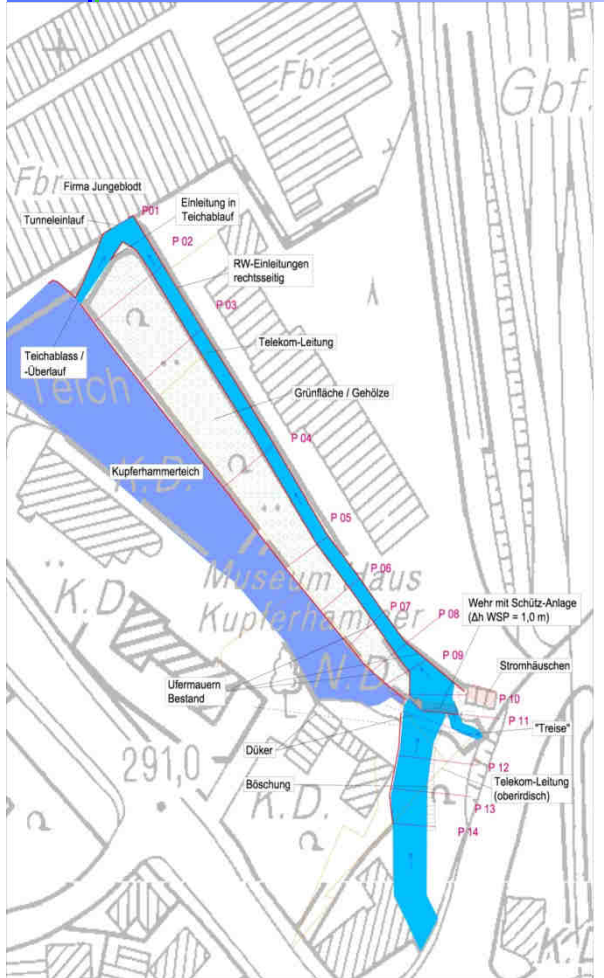 Fbr.
Gbf.
Fbr
Firma Jungeblodt
Tunneleinlauf
P01
Einleitung in
Teichablauf
P 02
RW-Einleitungen
rechtsseitig
P 03
Telekom-Leitung
Teichablass /
-Überlauf
Teich
Grünfläche / Gehölze
P 04
Kupferhammerteich
K.D.
P 05
P 06
Museum Haus
Kupferhammer
K.D
P 07
P 08
Wehr mit Schütz-Anlage
(Δh WSP = 1,0 m)
P 09
N.D
Stromhäuschen
Ufermauern
Bestand
P 10
P 11
"Treise"
Düker
291,0
P 12
Böschung
Telekom-Leitung
(oberirdisch)
K.D.
P 13
P 14
K.D